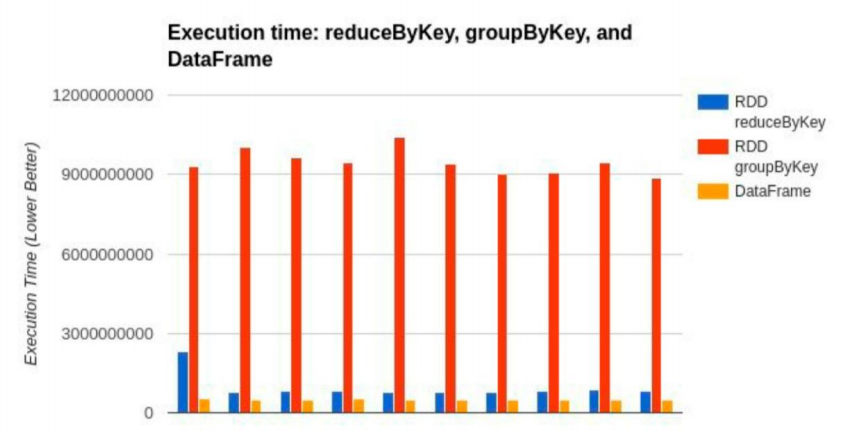 Execution time: reduceByKey, groupByKey, and
DataFrame
12000000000
9000000000
6000000000
3000000000
0
Execution Time (Lower Better)
RDD
reduceByKey
RDD
groupByKey
DataFrame